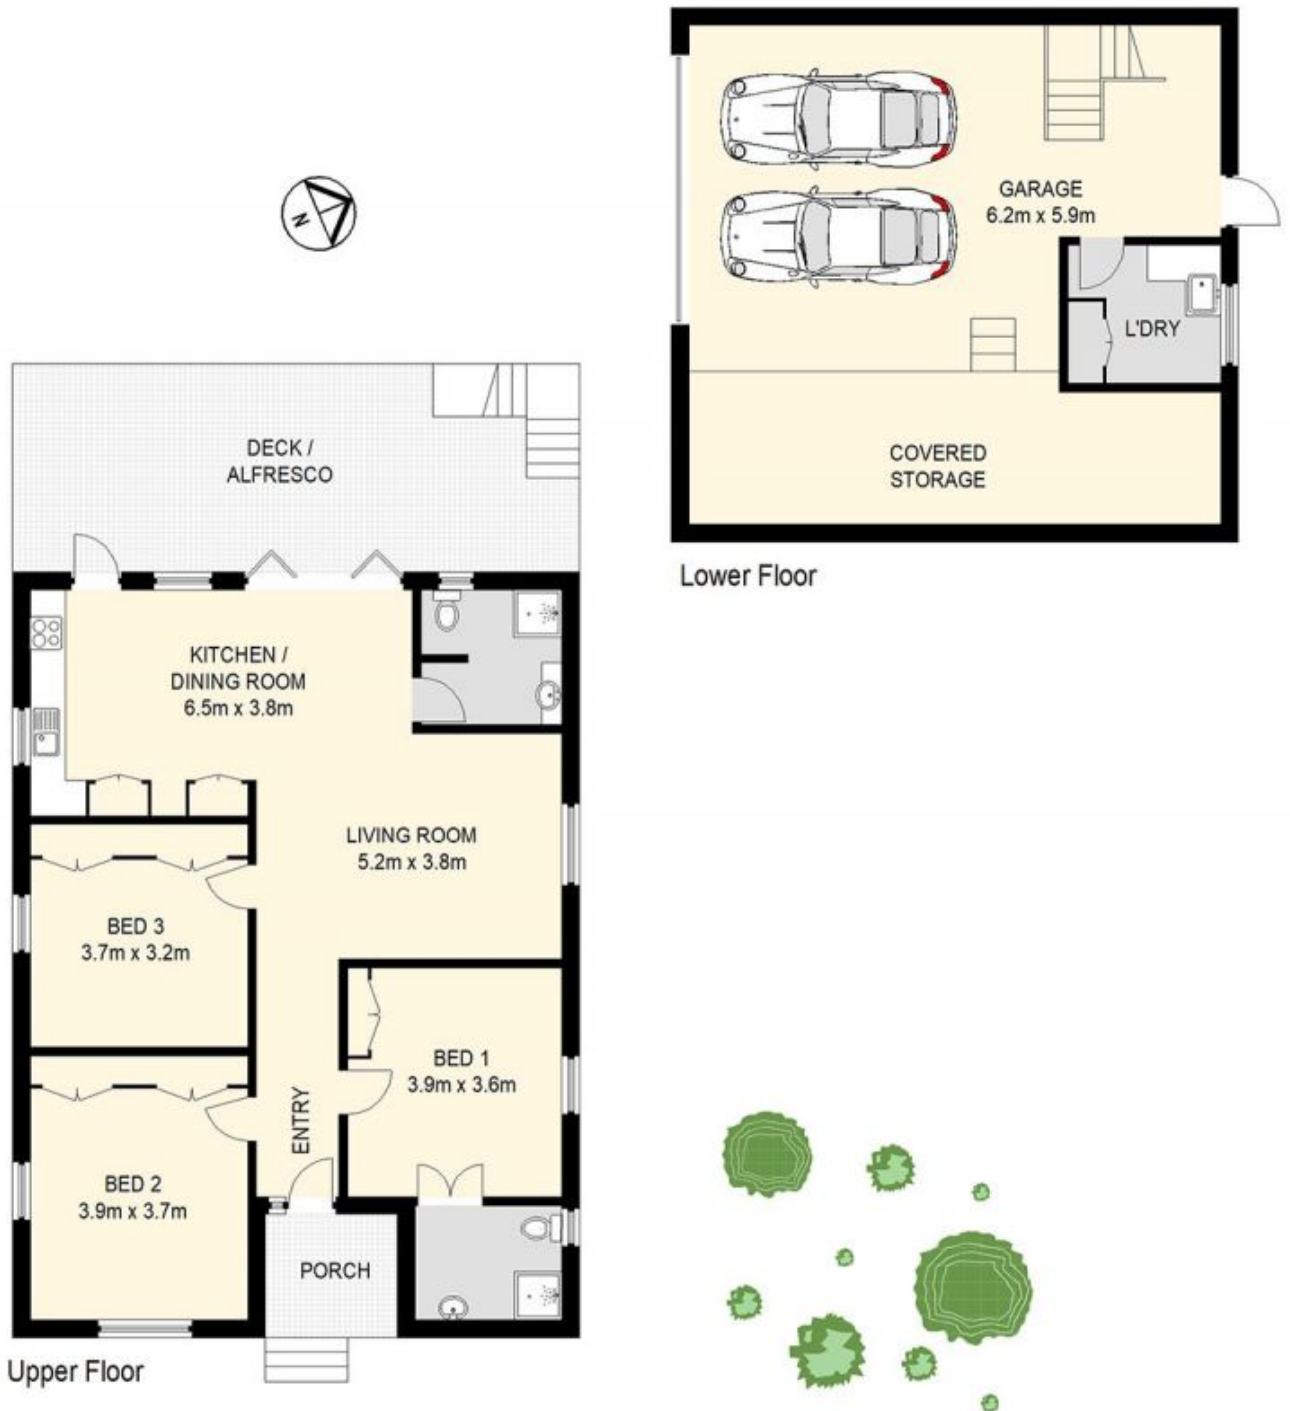 GARAGE
6.2m x 5.9m
L'DRY
COVERED
STORAGE
Lower Floor
N
DECK /
ALFRESCO
KITCHEN /
DINING ROOM
6.5m x 3.8m
LIVING ROOM
5.2m x 3.8m
BED 3
3.7m x 3.2m
BED 1
3.9m x 3.6m
ENTRY
BED 2
3.9m x 3.7m
PORCH
Upper Floor